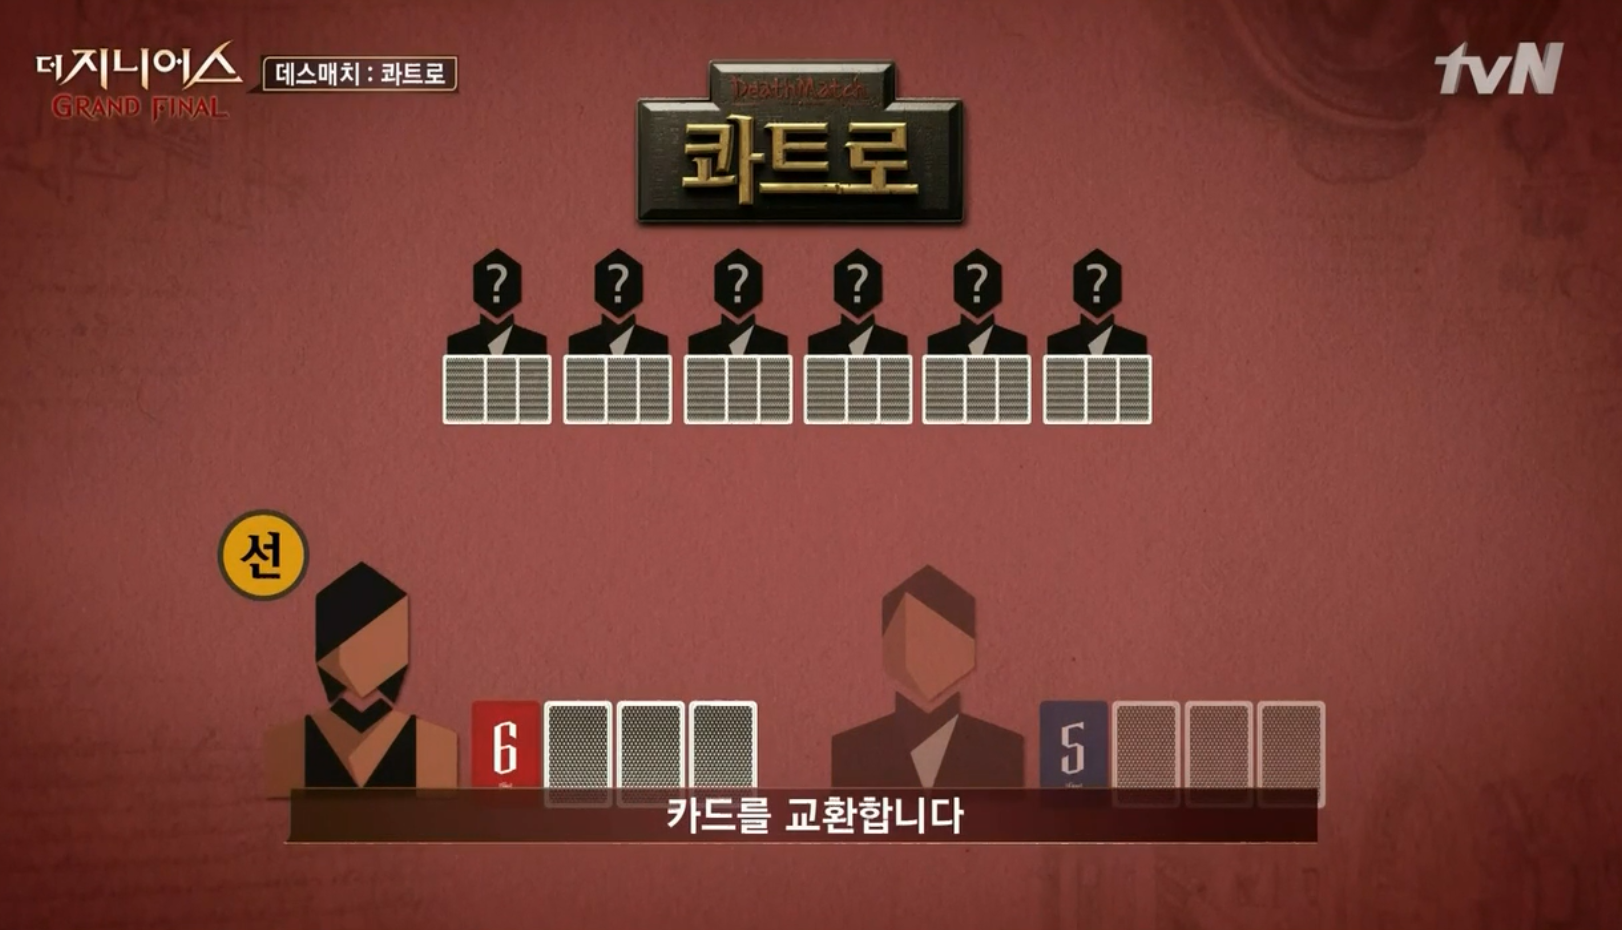 더 지니어스
GRAND FINAL
데스매치 : 콰트로
tvN
DeathMatch
콰트로
? ? ? ? ? ?
선
6
5
카드를 교환합니다